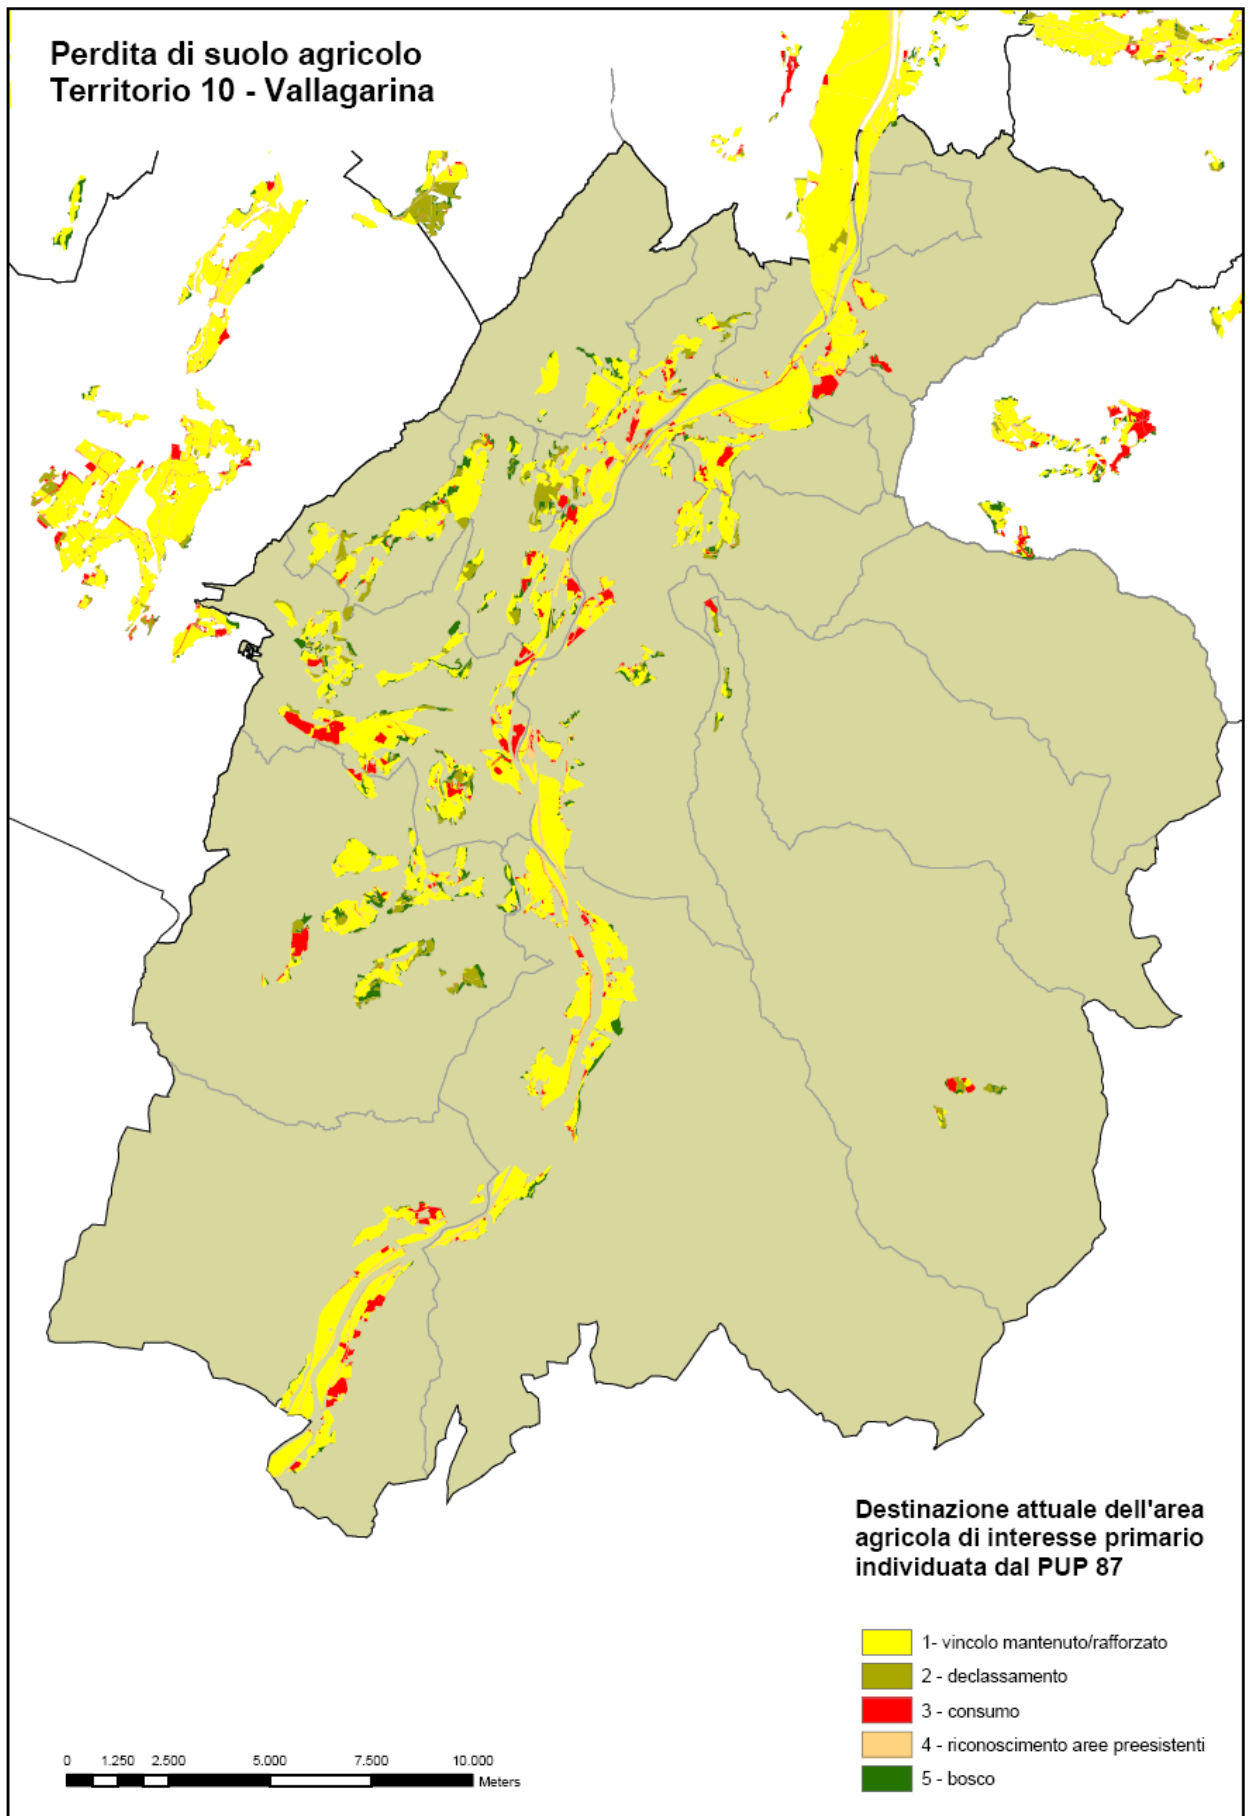 Perdita di suolo agricolo
Territorio 10 - Vallagarina
Destinazione attuale dell'area
agricola di interesse primario
individuata dal PUP 87
1- vincolo mantenuto/rafforzato
2 - declassamento
3 - consumo
4 - riconoscimento aree preesistenti
5 - bosco
0 1.250 2.500 5.000 7.500 10.000
Meters